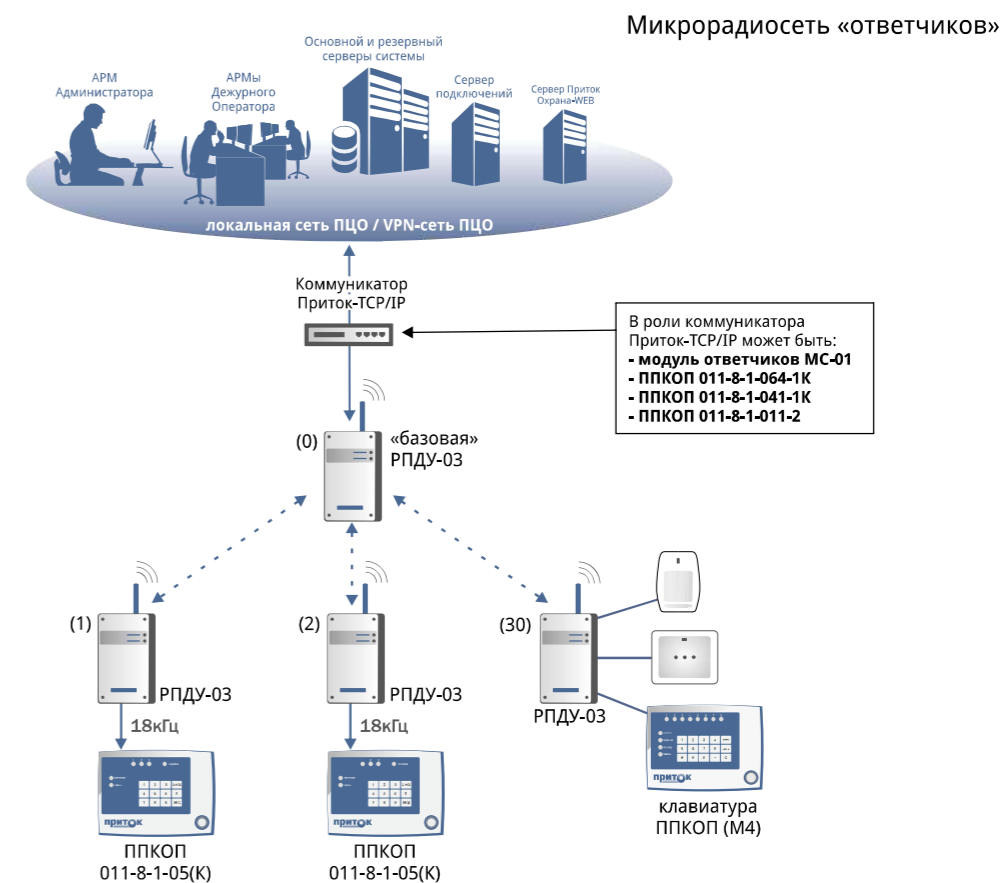 Микрорадиосеть «ответчиков»
Основной и резервный
серверы системы
АРМ
Администратора
АРМы
Дежурного
Оператора
Сервер
подключений
Сервер Приток
Охрана-WEB
локальная сеть ПЦО / VPN-сеть ПЦО
Коммуникатор
Приток-TCP/IP
В роли коммуникатора
Приток-TCP/IP может быть:
- модуль ответчиков МС-01
- ППКОП 011-8-1-064-1К
- ППКОП 011-8-1-041-1К
- ППКОП 011-8-1-011-2
(0)
«базовая»
РПДУ-03
(1)
РПДУ-03
(2)
РПДУ-03
(30)
РПДУ-03
18кГц
18кГц
приток
приток
приток
ППКОП
011-8-1-05(К)
ППКОП
011-8-1-05(К)
клавиатура
ППКОП (М4)